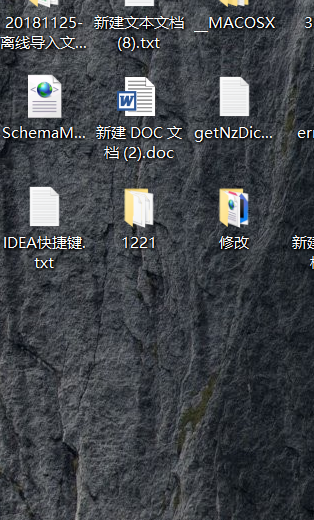 20181125-
离线导入文...
新建文本文档
(8).txt
__MACOSX
3
SchemaM...
新建 DOC 文
档 (2).doc
getNzDic...
err
IDEA快捷键.
txt
1221
修改
新建